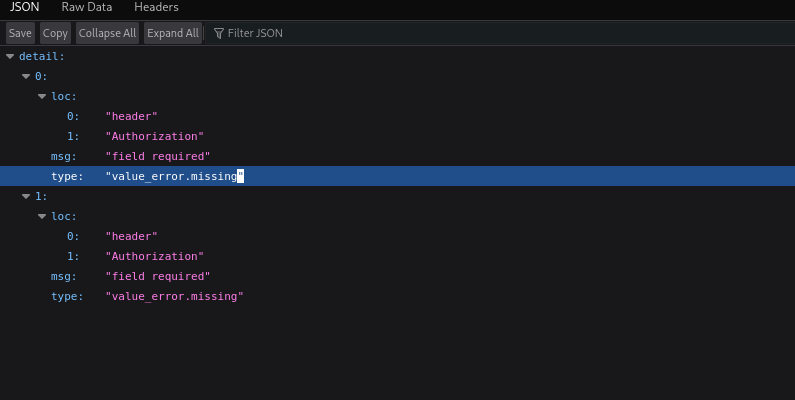 JSON Raw Data Headers
Save Copy Collapse All Expand All Filter JSON
detail:
0:
loc:
0: "header"
1: "Authorization"
msg: "field required"
type: "value_error.missing"
1:
loc:
0: "header"
1: "Authorization"
msg: "field required"
type: "value_error.missing"